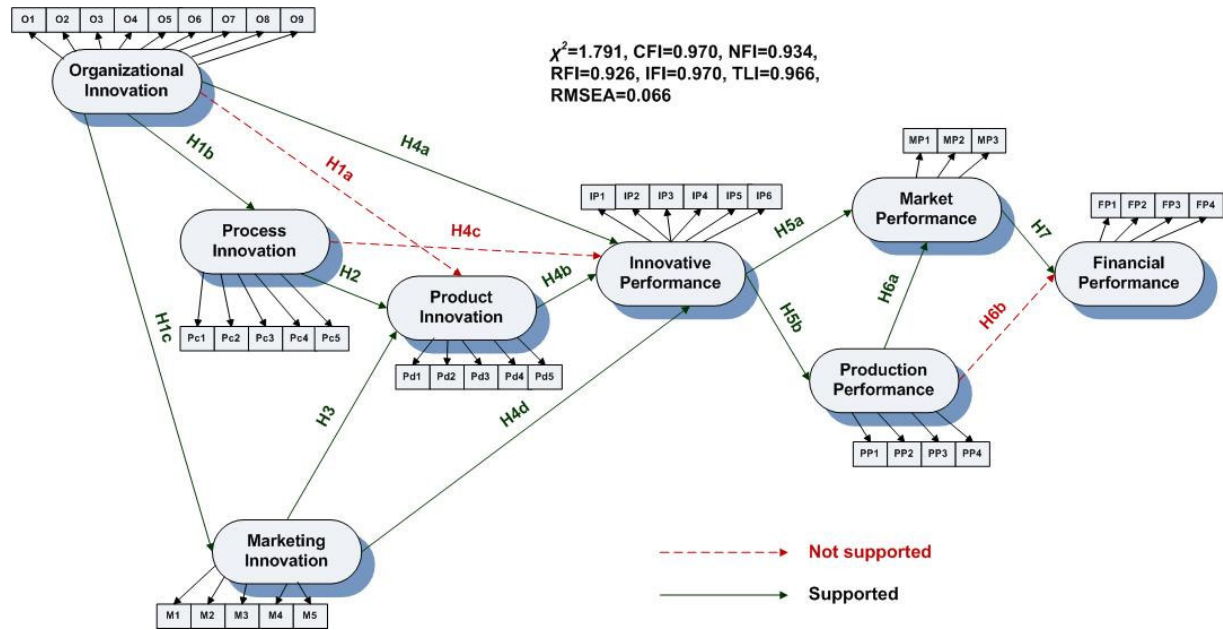 O1 O2 O3 O4 O5 O6 O7 O8 O9
Organizational
Innovation
χ²=1.791, CFI=0.970, NFI=0.934,
RFI=0.926, IFI=0.970, TLI=0.966,
RMSEA=0.066
H1b
H1a
H4a
H1c
Process
Innovation
Pc1 Pc2 Pc3 Pc4 Pc5
H4c
H2
Product
Innovation
Pd1 Pd2 Pd3 Pd4 Pd5
H4b
H3
H4d
IP1 IP2 IP3 IP4 IP5 IP6
Innovative
Performance
H5a
H5b
MP1 MP2 MP3
Market
Performance
H6a
H7
H6b
FP1 FP2 FP3 FP4
Financial
Performance
Production
Performance
PP1 PP2 PP3 PP4
Marketing
Innovation
M1 M2 M3 M4 M5
Not supported
Supported